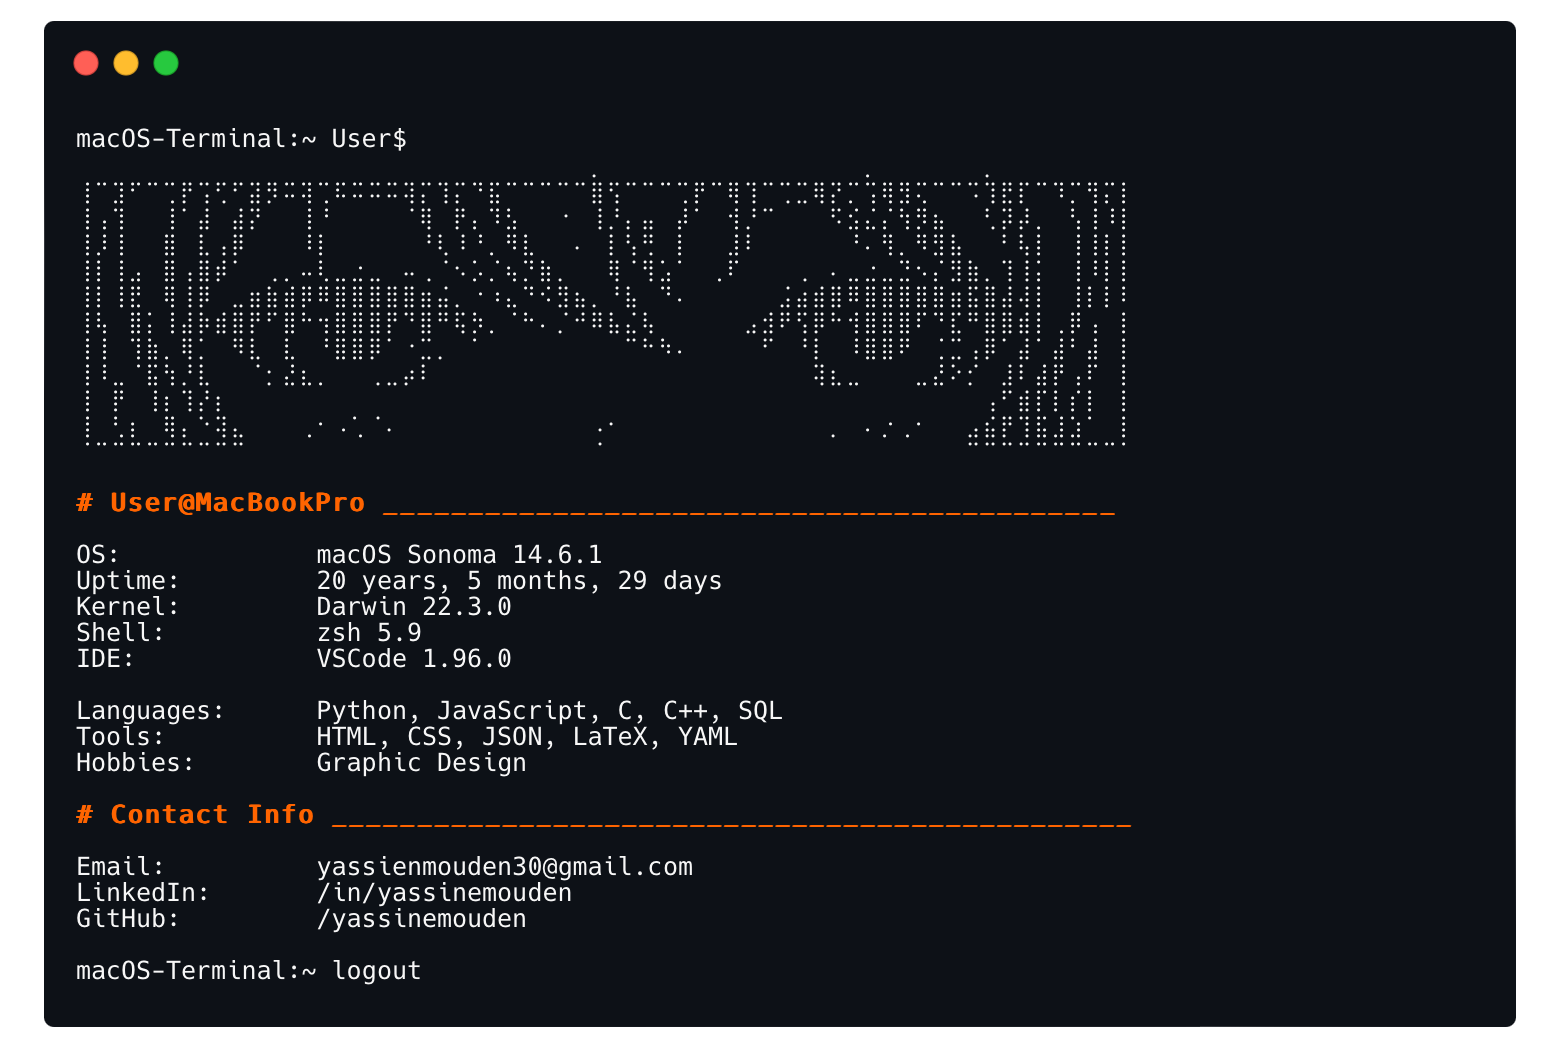 macOS-Terminal:~ User$
# User@MacBookPro ___________________________________________
OS: macOS Sonoma 14.6.1
Uptime: 20 years, 5 months, 29 days
Kernel: Darwin 22.3.0
Shell: zsh 5.9
IDE: VSCode 1.96.0
Languages: Python, JavaScript, C, C++, SQL
Tools: HTML, CSS, JSON, LaTeX, YAML
Hobbies: Graphic Design
# Contact Info _______________________________________________
Email: yassienmouden30@gmail.com
LinkedIn: /in/yassinemouden
GitHub: /yassinemouden
macOS-Terminal:~ logout